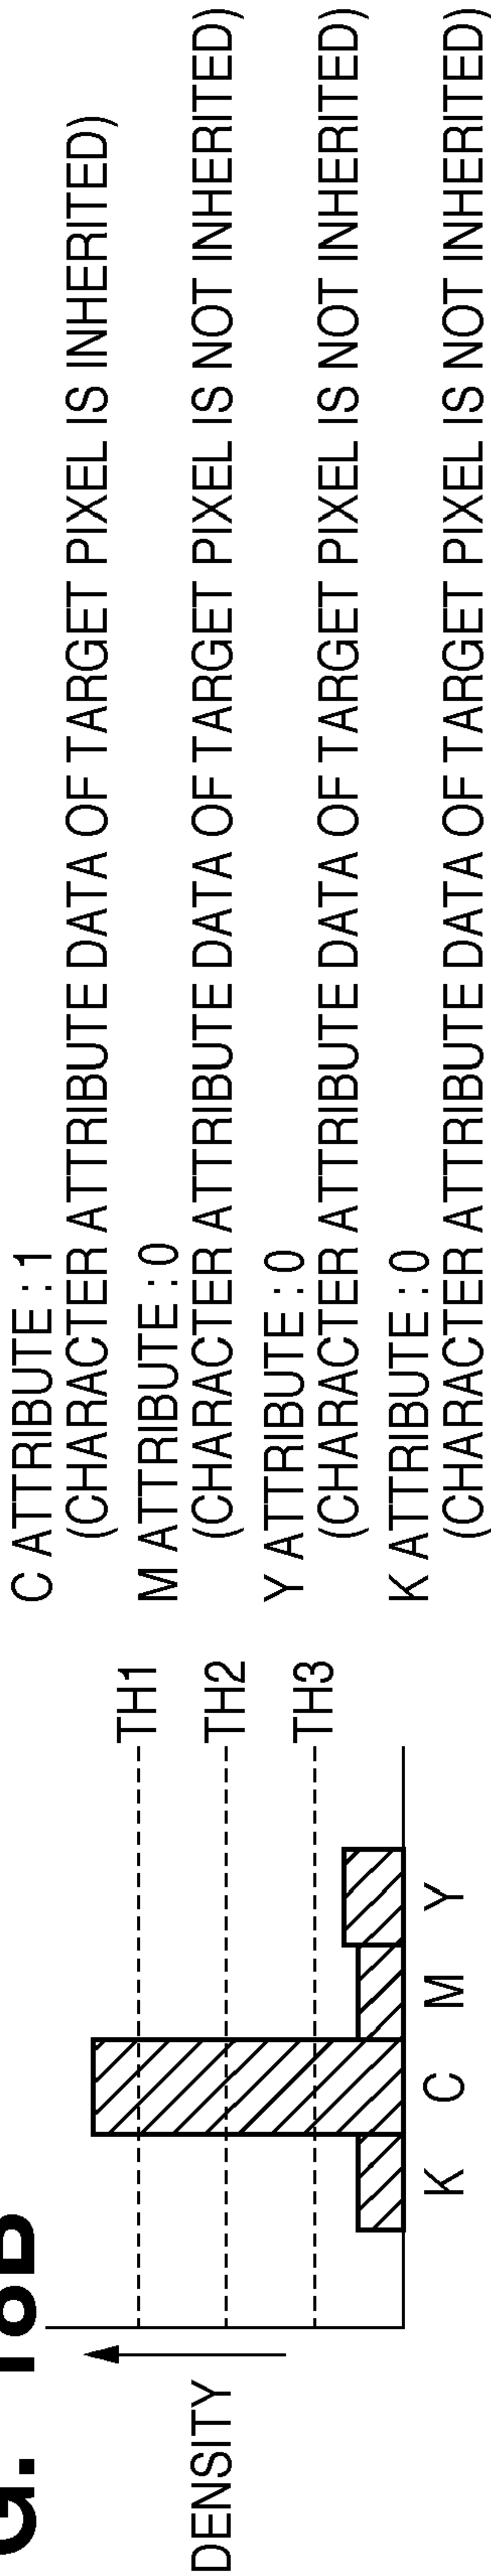 G. 18B
DENSITY
TH1
TH2
TH3
K C M Y
C ATTRIBUTE : 1
(CHARACTER ATTRIBUTE DATA OF TARGET PIXEL IS INHERITED)
M ATTRIBUTE : 0
(CHARACTER ATTRIBUTE DATA OF TARGET PIXEL IS NOT INHERITED)
Y ATTRIBUTE : 0
(CHARACTER ATTRIBUTE DATA OF TARGET PIXEL IS NOT INHERITED)
K ATTRIBUTE : 0
(CHARACTER ATTRIBUTE DATA OF TARGET PIXEL IS NOT INHERITED)